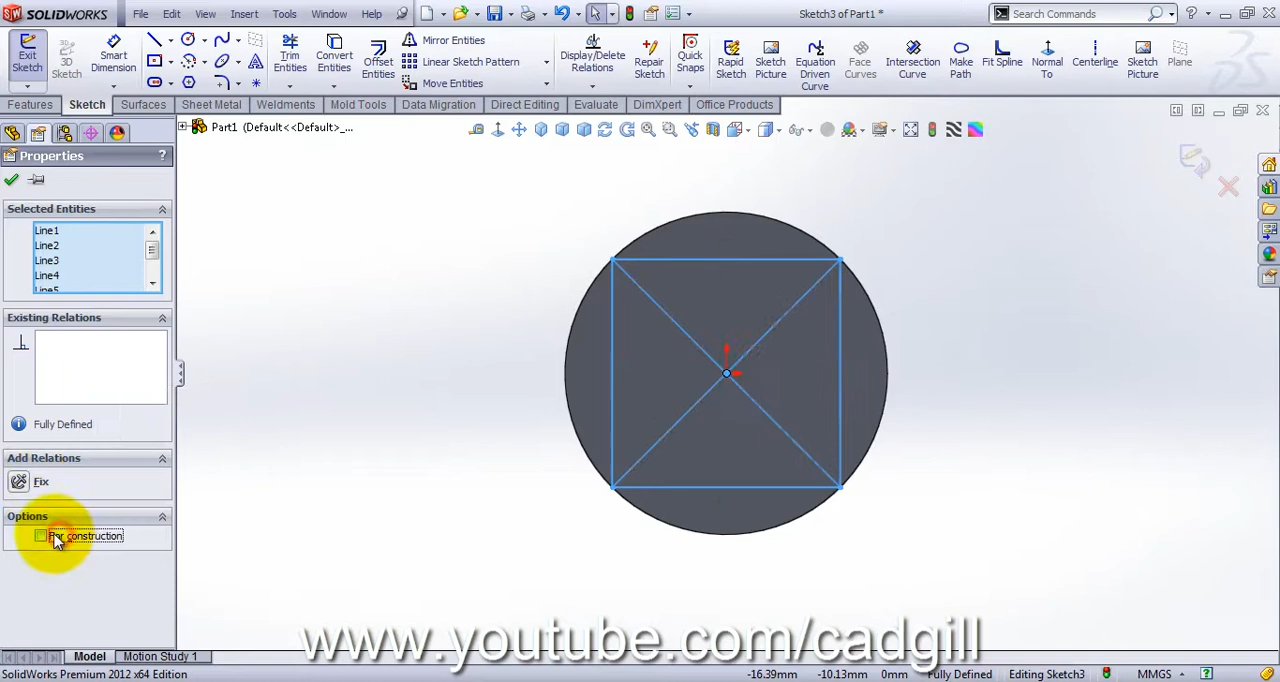 SOLIDWORKS File Edit View Insert Tools Window Help Sketch3 of Part1 * Search Commands
Exit Sketch
3D Sketch
Smart Dimension
Trim Entities
Convert Entities
Offset Entities
Mirror Entities
Linear Sketch Pattern
Move Entities
Display/Delete Relations
Repair Sketch
Quick Snaps
Rapid Sketch
Sketch Picture
Equation Driven Curve
Face Curves
Intersection Curve
Make Path
Fit Spline
Normal To
Centerline
Sketch Picture
Plane
Features Sketch Surfaces Sheet Metal Weldments Mold Tools Data Migration Direct Editing Evaluate DimXpert Office Products
Part1 (Default<<Default>_...
Properties ?
Selected Entities
Line1
Line2
Line3
Line4
Line5
Existing Relations
Fully Defined
Add Relations
Fix
Options
For construction
www.youtube.com/cadgill
Model Motion Study 1
SolidWorks Premium 2012 x64 Edition -16.39mm -10.13mm 0mm Fully Defined Editing Sketch3 MMGS